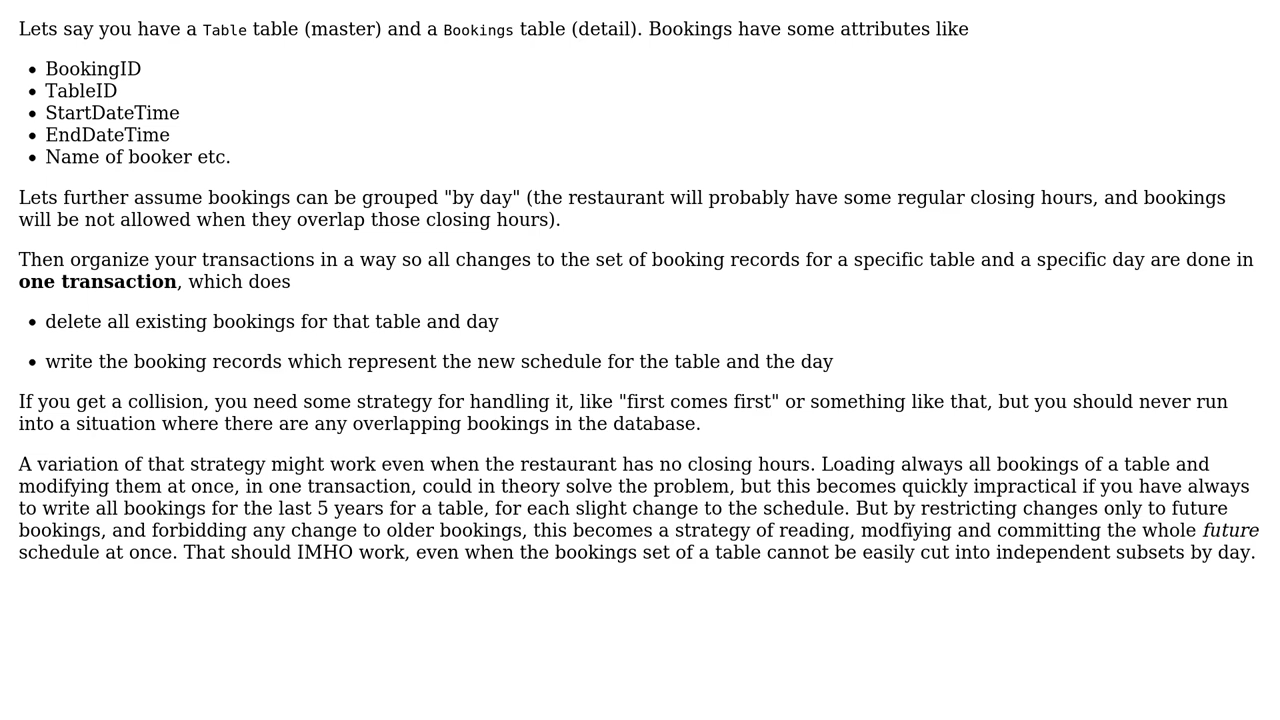 Lets say you have a Table table (master) and a Bookings table (detail). Bookings have some attributes like
• BookingID
• TableID
• StartDateTime
• EndDateTime
• Name of booker etc.
Lets further assume bookings can be grouped "by day" (the restaurant will probably have some regular closing hours, and bookings
will be not allowed when they overlap those closing hours).
Then organize your transactions in a way so all changes to the set of booking records for a specific table and a specific day are done in
one transaction, which does
• delete all existing bookings for that table and day
• write the booking records which represent the new schedule for the table and the day
If you get a collision, you need some strategy for handling it, like "first comes first" or something like that, but you should never run
into a situation where there are any overlapping bookings in the database.
A variation of that strategy might work even when the restaurant has no closing hours. Loading always all bookings of a table and
modifying them at once, in one transaction, could in theory solve the problem, but this becomes quickly impractical if you have always
to write all bookings for the last 5 years for a table, for each slight change to the schedule. But by restricting changes only to future
bookings, and forbidding any change to older bookings, this becomes a strategy of reading, modfiying and committing the whole future
schedule at once. That should IMHO work, even when the bookings set of a table cannot be easily cut into independent subsets by day.